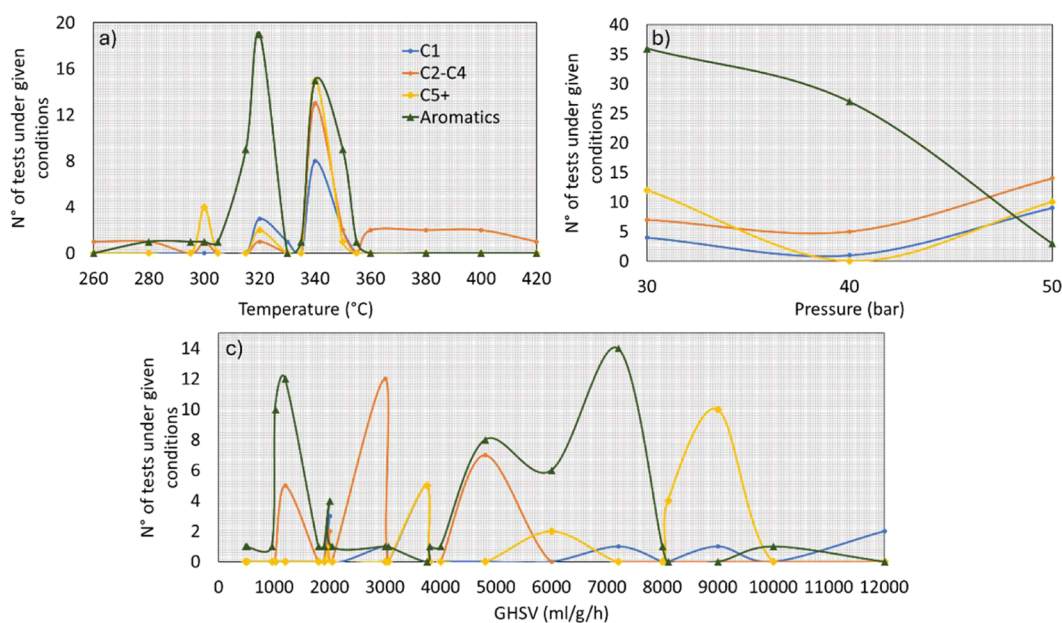 a)
N° of tests under given
conditions
20
16
12
8
4
0
260 280 300 320 340 360 380 400 420
Temperature (°C)
C1
C2-C4
C5+
Aromatics
b)
N° of tests under given
conditions
40
35
30
25
20
15
10
5
0
30 40 50
Pressure (bar)
c)
N° of tests under given
conditions
14
12
10
8
6
4
2
0
0 1000 2000 3000 4000 5000 6000 7000 8000 9000 10000 11000 12000
GHSV (ml/g/h)